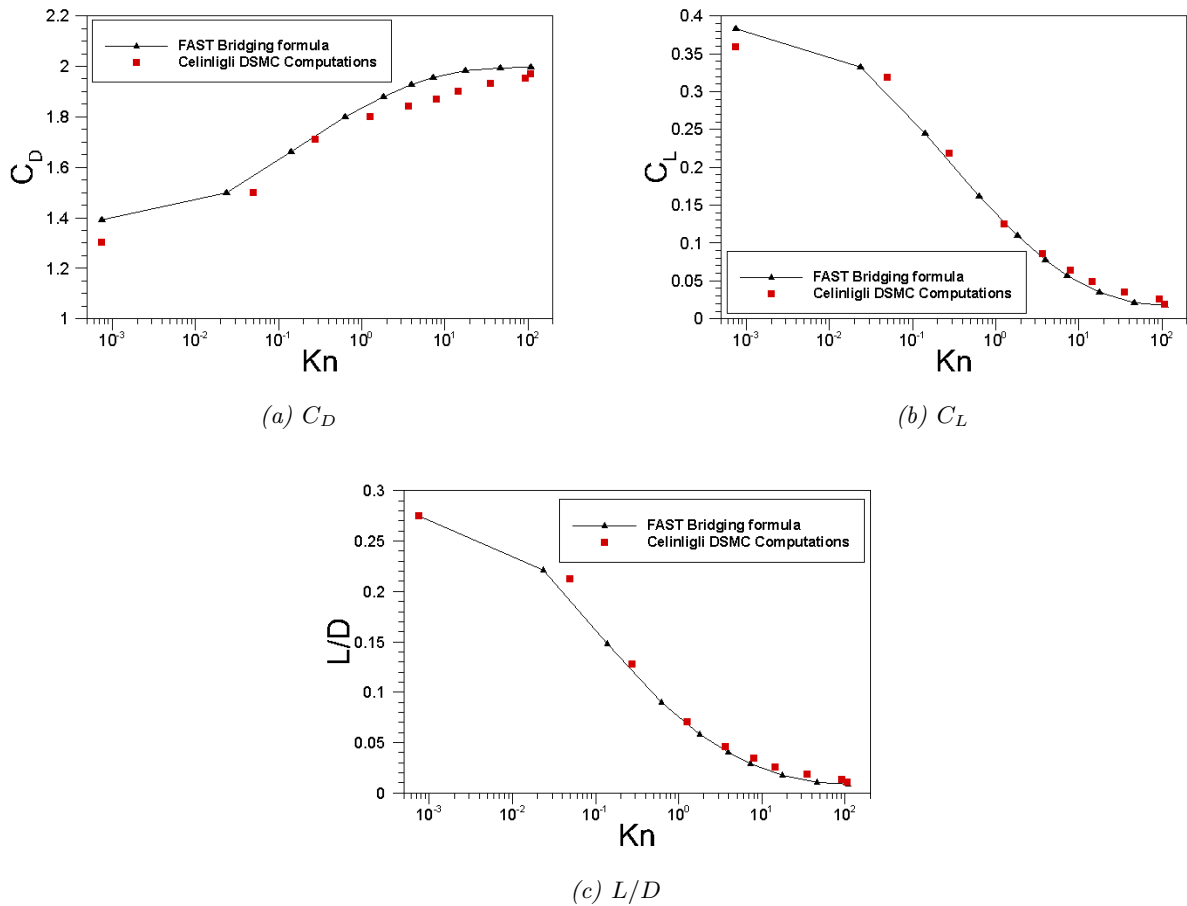 2.2
2
1.8
1.6
1.4
1.2
1
C_D
FAST Bridging formula
Celinligli DSMC Computations
10^-3
10^-2
10^-1
10^0
10^1
10^2
Kn
(a) C_D
0.4
0.35
0.3
0.25
0.2
0.15
0.1
0.05
0
C_L
FAST Bridging formula
Celinligli DSMC Computations
10^-3
10^-2
10^-1
10^0
10^1
10^2
Kn
(b) C_L
0.3
0.25
0.2
0.15
0.1
0.05
0
L/D
FAST Bridging formula
Celinligli DSMC Computations
10^-3
10^-2
10^-1
10^0
10^1
10^2
Kn
(c) L/D